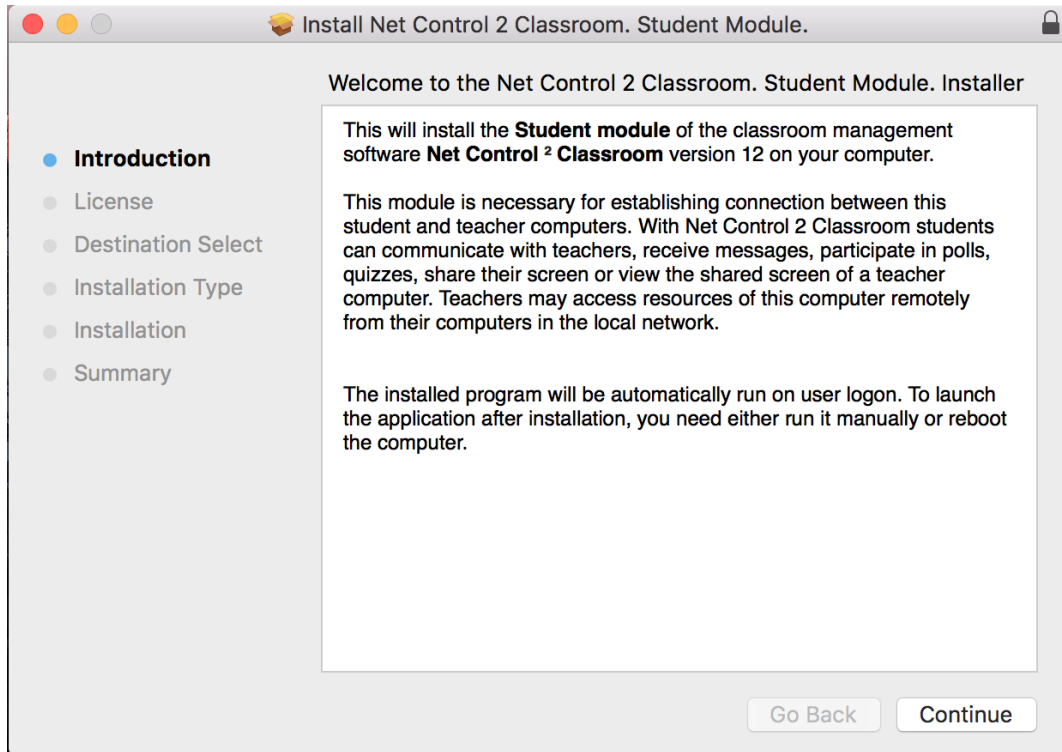 Install Net Control 2 Classroom. Student Module.
Welcome to the Net Control 2 Classroom. Student Module. Installer
Introduction
License
Destination Select
Installation Type
Installation
Summary
This will install the Student module of the classroom management
software Net Control ² Classroom version 12 on your computer.
This module is necessary for establishing connection between this
student and teacher computers. With Net Control 2 Classroom students
can communicate with teachers, receive messages, participate in polls,
quizzes, share their screen or view the shared screen of a teacher
computer. Teachers may access resources of this computer remotely
from their computers in the local network.
The installed program will be automatically run on user logon. To launch
the application after installation, you need either run it manually or reboot
the computer.
Go Back
Continue